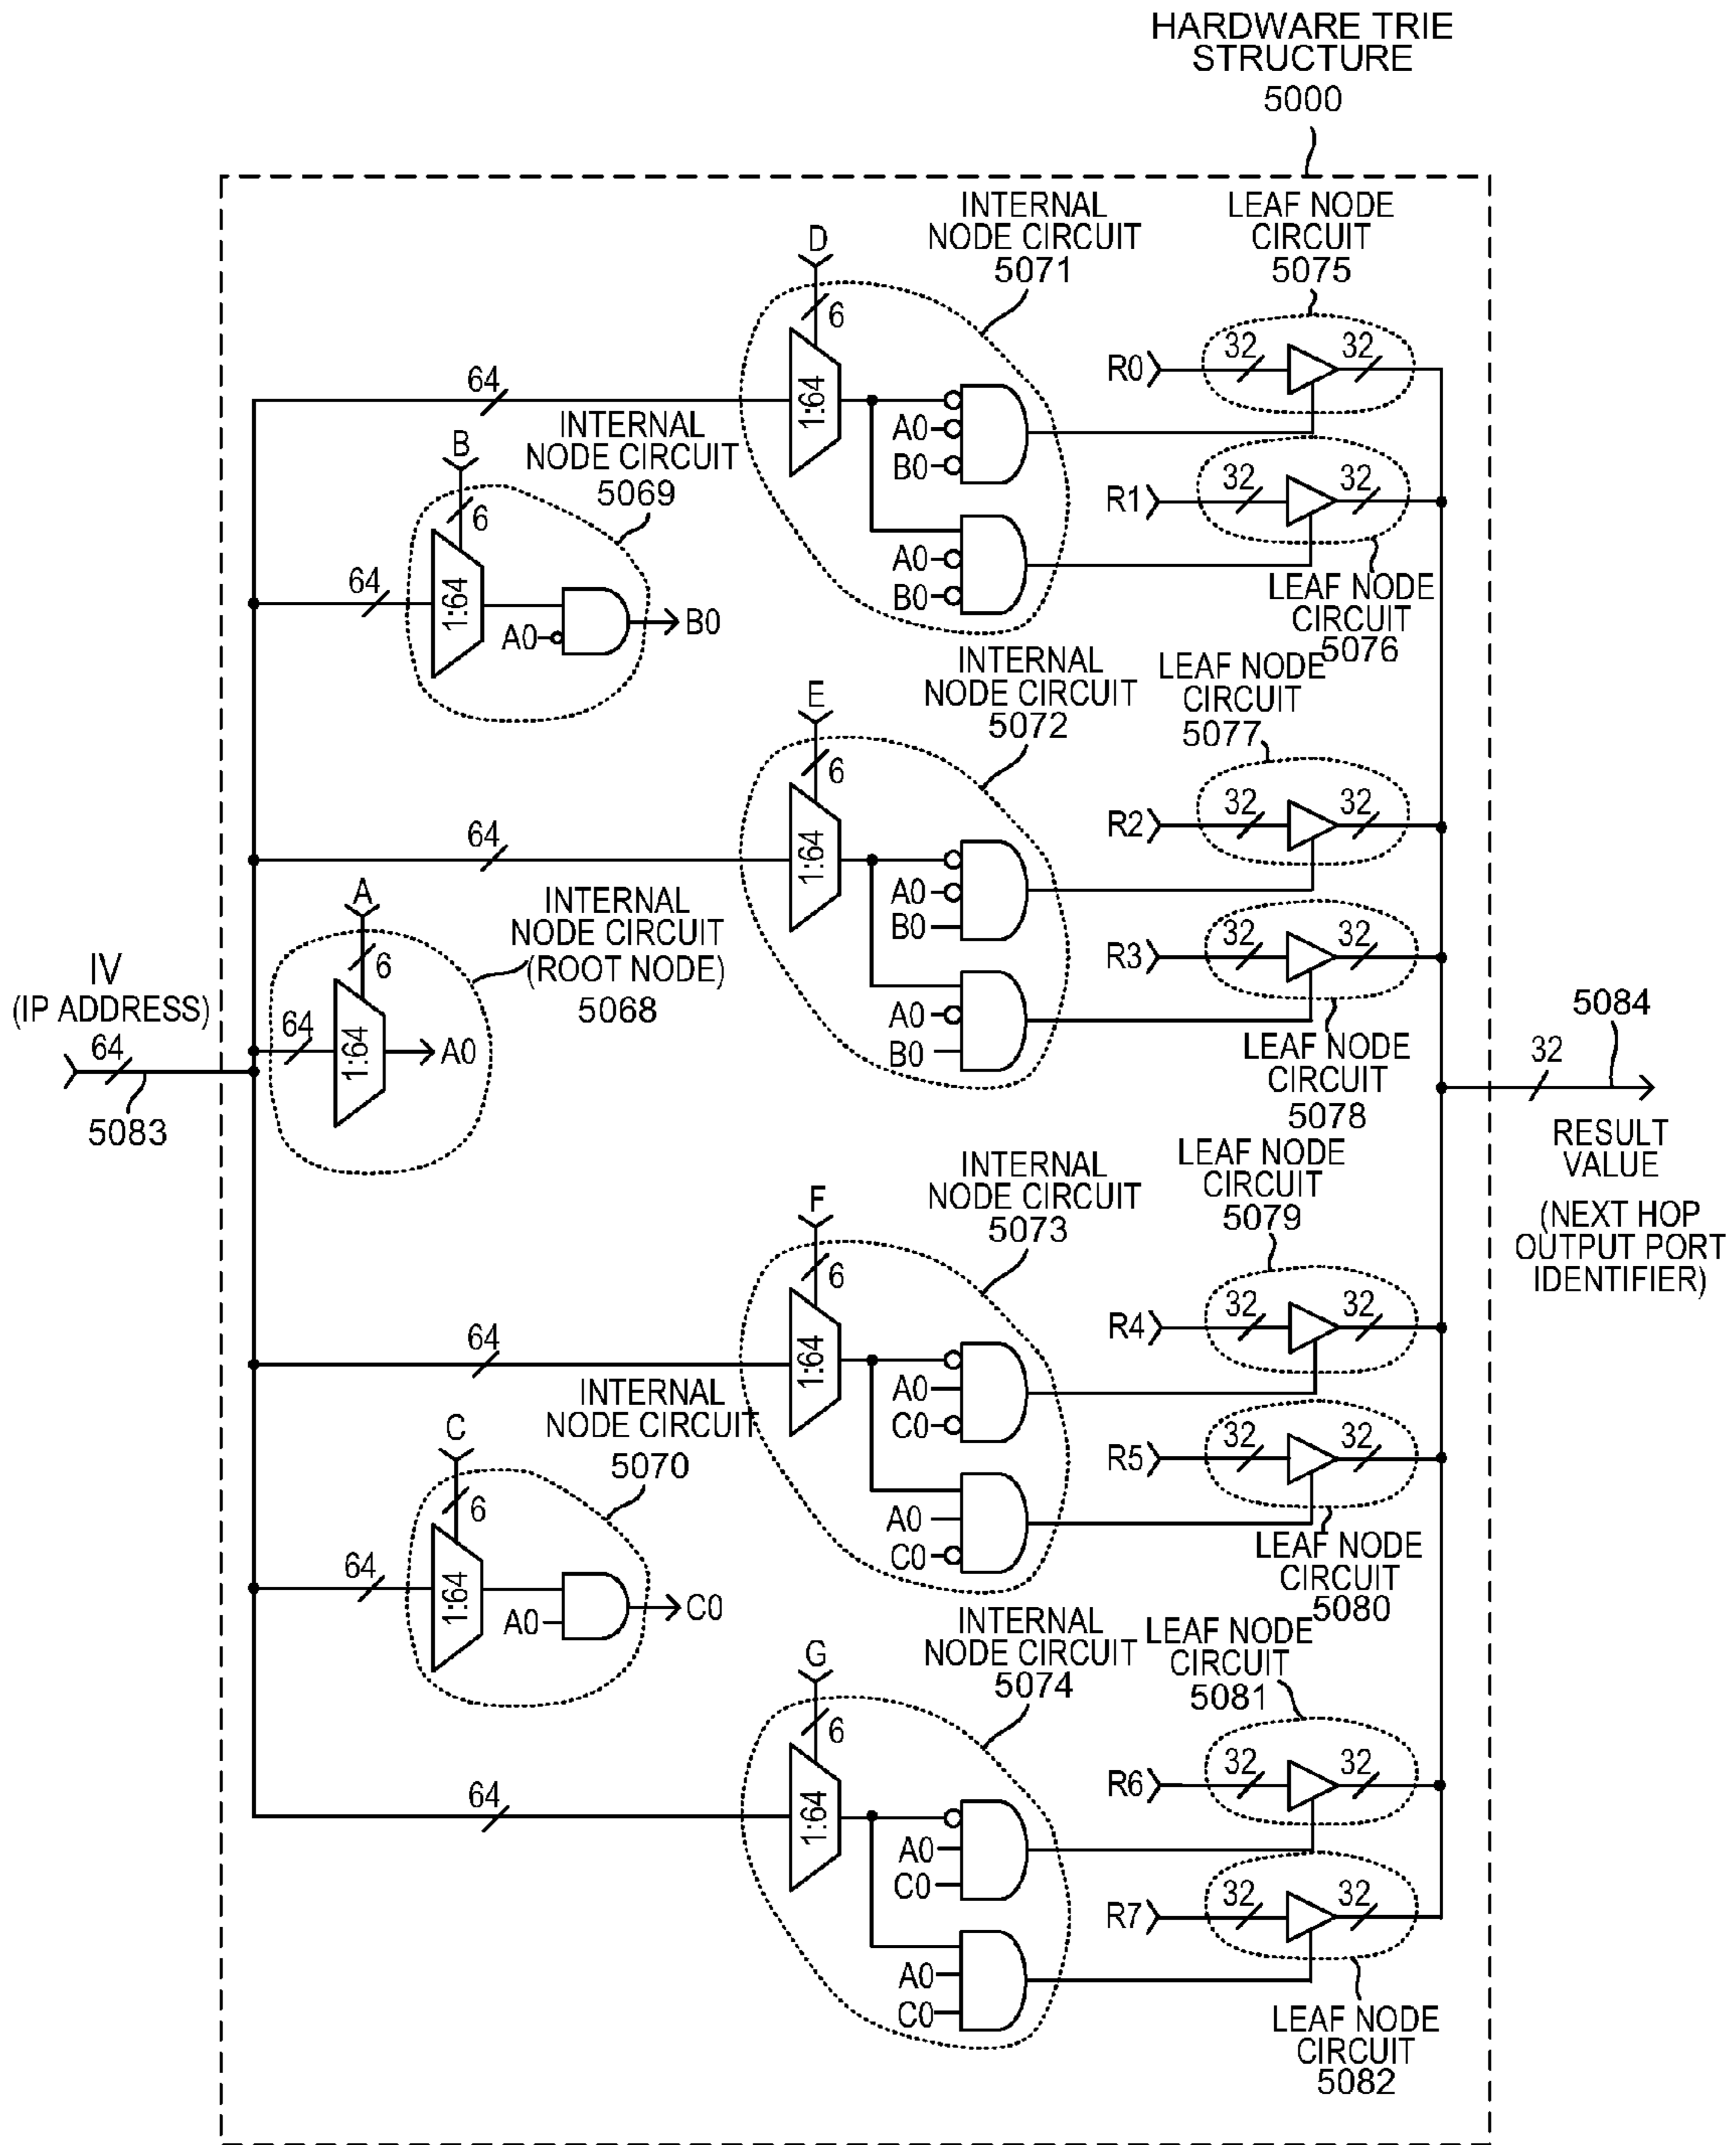 HARDWARE TRIE
STRUCTURE
5000
INTERNAL
NODE CIRCUIT
5071
LEAF NODE
CIRCUIT
5075
D
6
1:64
64
A0
B0
A0
B0
R0
32
32
R1
32
32
LEAF NODE
CIRCUIT
5076
INTERNAL
NODE CIRCUIT
5069
B
6
64
1:64
A0
B0
INTERNAL
NODE CIRCUIT
5072
LEAF NODE
CIRCUIT
5077
E
6
64
1:64
A0
B0
A0
B0
R2
32
32
R3
32
32
LEAF NODE
CIRCUIT
5078
A
6
INTERNAL
NODE CIRCUIT
(ROOT NODE)
5068
IV
(IP ADDRESS)
64
5083
64
1:64
A0
5084
32
RESULT
VALUE
(NEXT HOP
OUTPUT PORT
IDENTIFIER)
INTERNAL
NODE CIRCUIT
5073
LEAF NODE
CIRCUIT
5079
F
6
64
1:64
A0
C0
A0
C0
R4
32
32
R5
32
32
LEAF NODE
CIRCUIT
5080
INTERNAL
NODE CIRCUIT
5070
C
6
64
1:64
A0
C0
INTERNAL
NODE CIRCUIT
5074
LEAF NODE
CIRCUIT
5081
G
6
64
1:64
A0
C0
A0
C0
R6
32
32
R7
32
32
LEAF NODE
CIRCUIT
5082